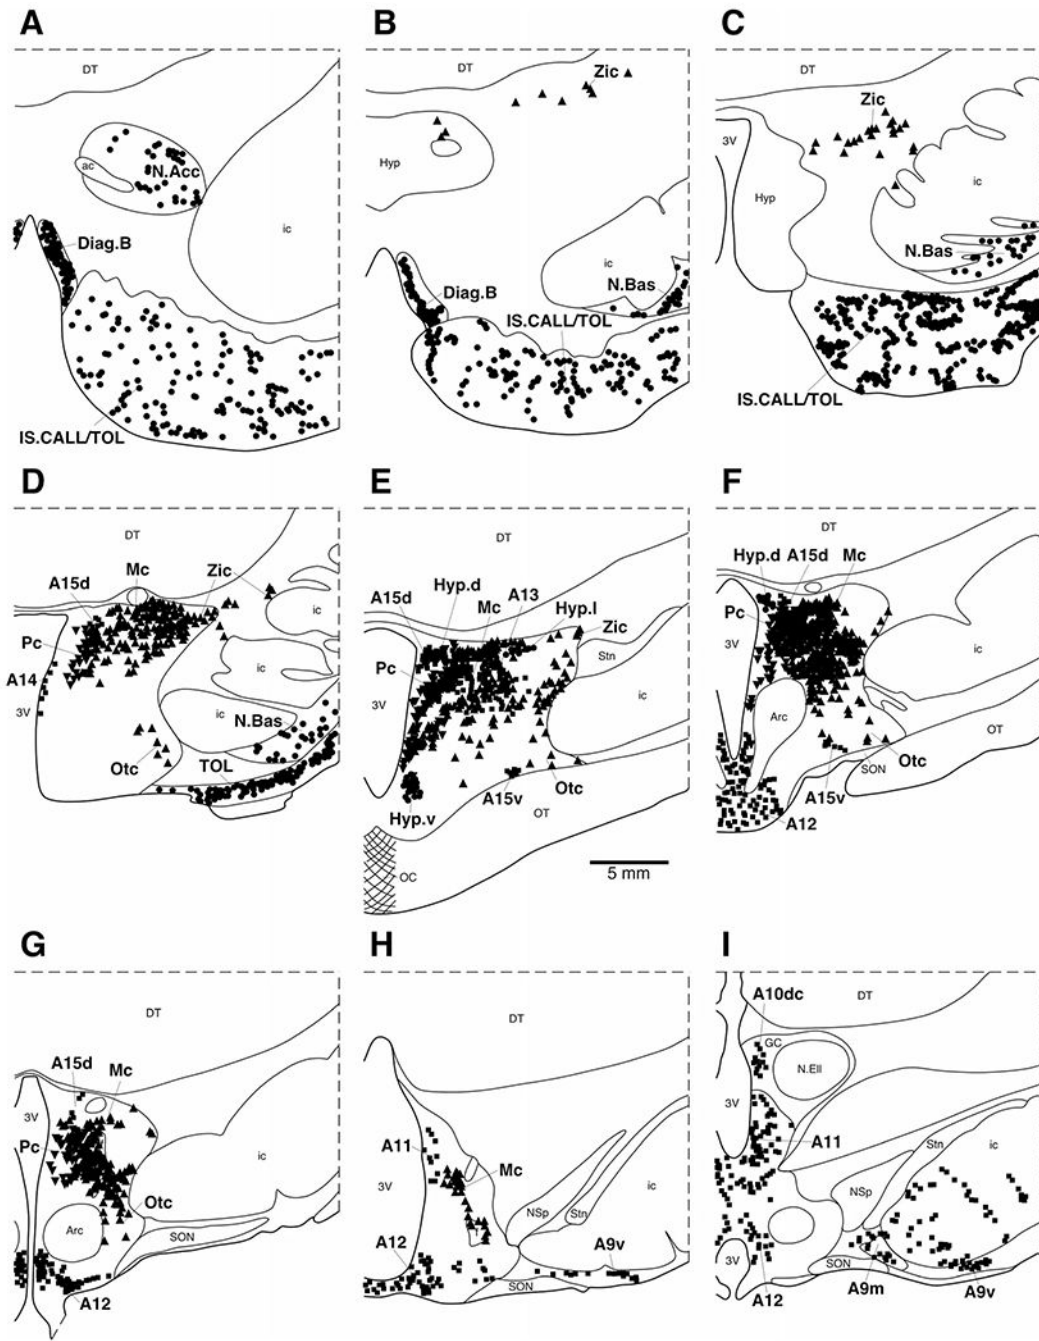 A
DT
ac
N.Acc
Diag.B
ic
IS.CALL/TOL
B
DT
Zic
Hyp
ic
Diag.B
N.Bas
IS.CALL/TOL
C
DT
Zic
3V
Hyp
ic
N.Bas
IS.CALL/TOL
D
DT
A15d
Mc
Zic
Pc
ic
A14
3V
ic
ic
N.Bas
Otc
TOL
E
DT
Hyp.d
A15d
Mc
A13
Hyp.l
Zic
Stn
Pc
3V
ic
A15v
Otc
Hyp.v
OT
OC
5 mm
F
DT
Hyp.d
A15d
Mc
Pc
3V
ic
Arc
OT
Otc
SON
A15v
A12
G
DT
A15d
Mc
3V
Pc
ic
Otc
Arc
SON
A12
H
DT
A11
Mc
3V
ic
NSp
Stn
A12
A9v
SON
I
A10dc
DT
GC
N.Ell
3V
A11
Stn
ic
NSp
3V
SON
A12
A9m
A9v